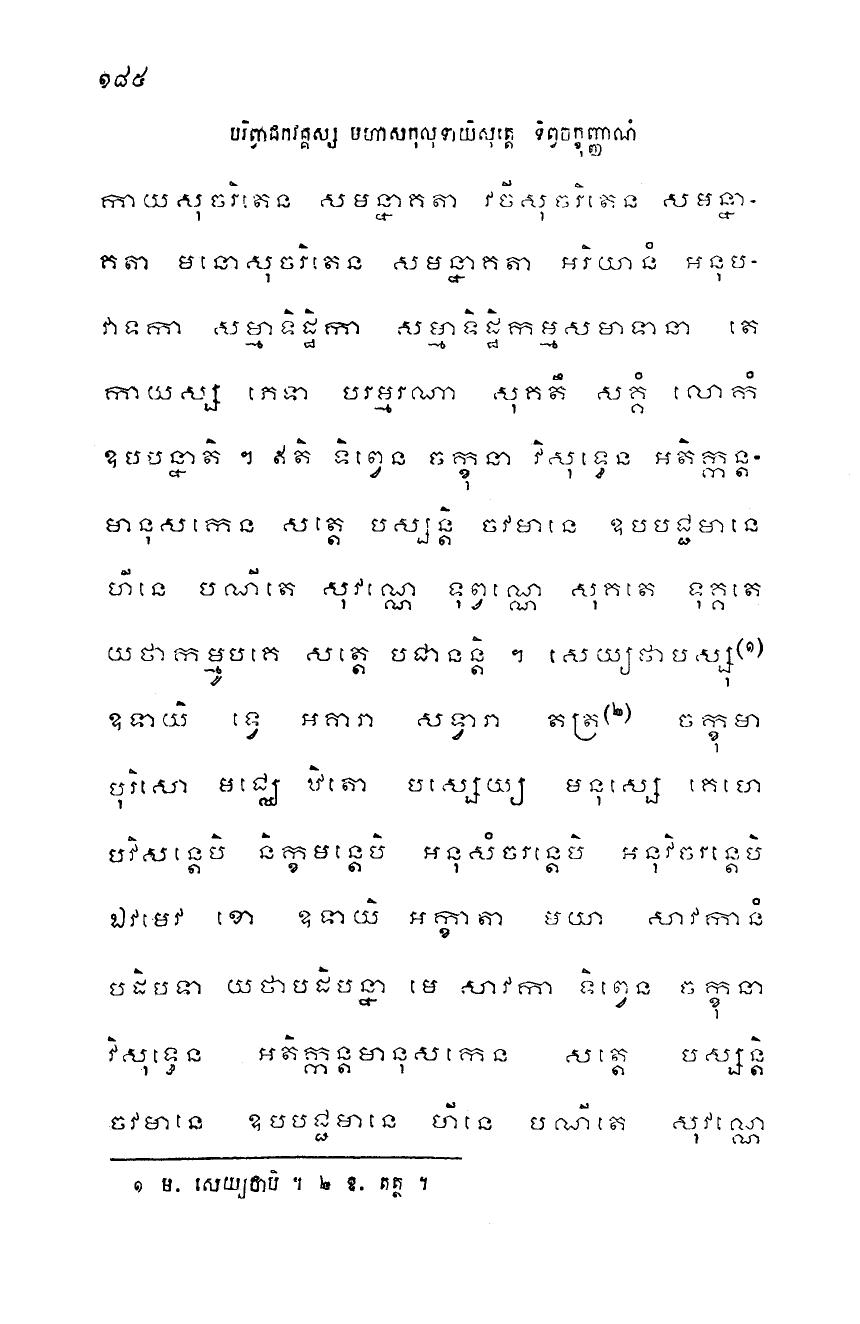 ១៨៥
បរិព្វាជកវគ្គស្ស មហាសកុលុទាយិសុត្តេ ទិព្វចក្ខុញ្ញាណំ
កាយសុចរិតេន សមន្នាគតា វចីសុចរិតេន សមន្នា-
គតា មនោសុចរិតេន សមន្នាគតា អរិយានំ អនុប-
វាទកា សម្មាទិដ្ឋិកា សម្មាទិដ្ឋិកម្មសមាទានា តេ
កាយស្ស ភេទា បរម្មរណា សុគតឹ សគ្គំ លោកំ
ឧបបន្នាតិ ។ ឥតិ ទិព្វេន ចក្ខុនា វិសុទ្ធេន អតិក្កន្ត-
មានុសកេន សត្តេ បស្សន្តិ ចវមានេ ឧបបជ្ជមានេ
ហីនេ បណីតេ សុវណ្ណេ ទុព្វណ្ណេ សុគតេ ទុគ្គតេ
យថាកម្មូបគេ សត្តេ បជានន្តិ ។ សេយ្យថាបស្សុ(១)
ឧទាយិ ទ្វេ អគារា សទ្វារា តត្រ(២) ចក្ខុមា
បុរិសោ មជ្ឈេ ឋិតោ បស្សេយ្យ មនុស្សេ គេហេ
បវិសន្តេបិ និក្ខមន្តេបិ អនុសំចរន្តេបិ អនុវិចរន្តេបិ
ឯវមេវ ខោ ឧទាយិ អក្ខាតា មយា សាវកានំ
បដិបទា យថាបដិបន្នា មេ សាវកា ទិព្វេន ចក្ខុនា
វិសុទ្ធេន អតិក្កន្តមានុសកេន សត្តេ បស្សន្តិ
ចវមានេ ឧបបជ្ជមានេ ហីនេ បណីតេ សុវណ្ណេ
១ ម. សេយ្យថាបិ ។ ២ ឧ. តត្ថ ។